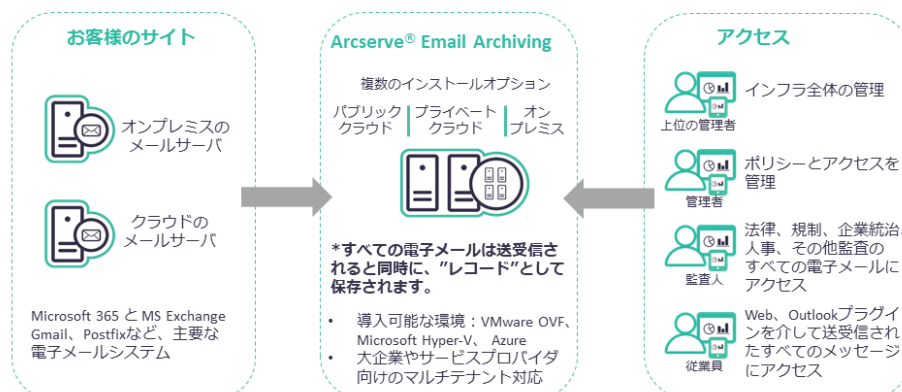 お客様のサイト
オンプレミスの
メールサーバ
クラウドの
メールサーバ
Microsoft 365 と MS Exchange
Gmail、Postfixなど、主要な
電子メールシステム
Arcserve® Email Archiving
複数のインストールオプション
パブリック
クラウド
プライベート
クラウド
オン
プレミス
*すべての電子メールは送受信さ
れると同時に、”レコード”として
保存されます。
• 導入可能な環境：VMware OVF、
Microsoft Hyper-V、 Azure
• 大企業やサービスプロバイダ
向けのマルチテナント対応
アクセス
上位の管理者
インフラ全体の管理
管理者
ポリシーとアクセスを
管理
監査人
法律、規制、企業統治、
人事、その他監査の
すべての電子メールに
アクセス
従業員
Web、Outlookプラグイ
ンを介して送受信され
たすべてのメッセージ
にアクセス